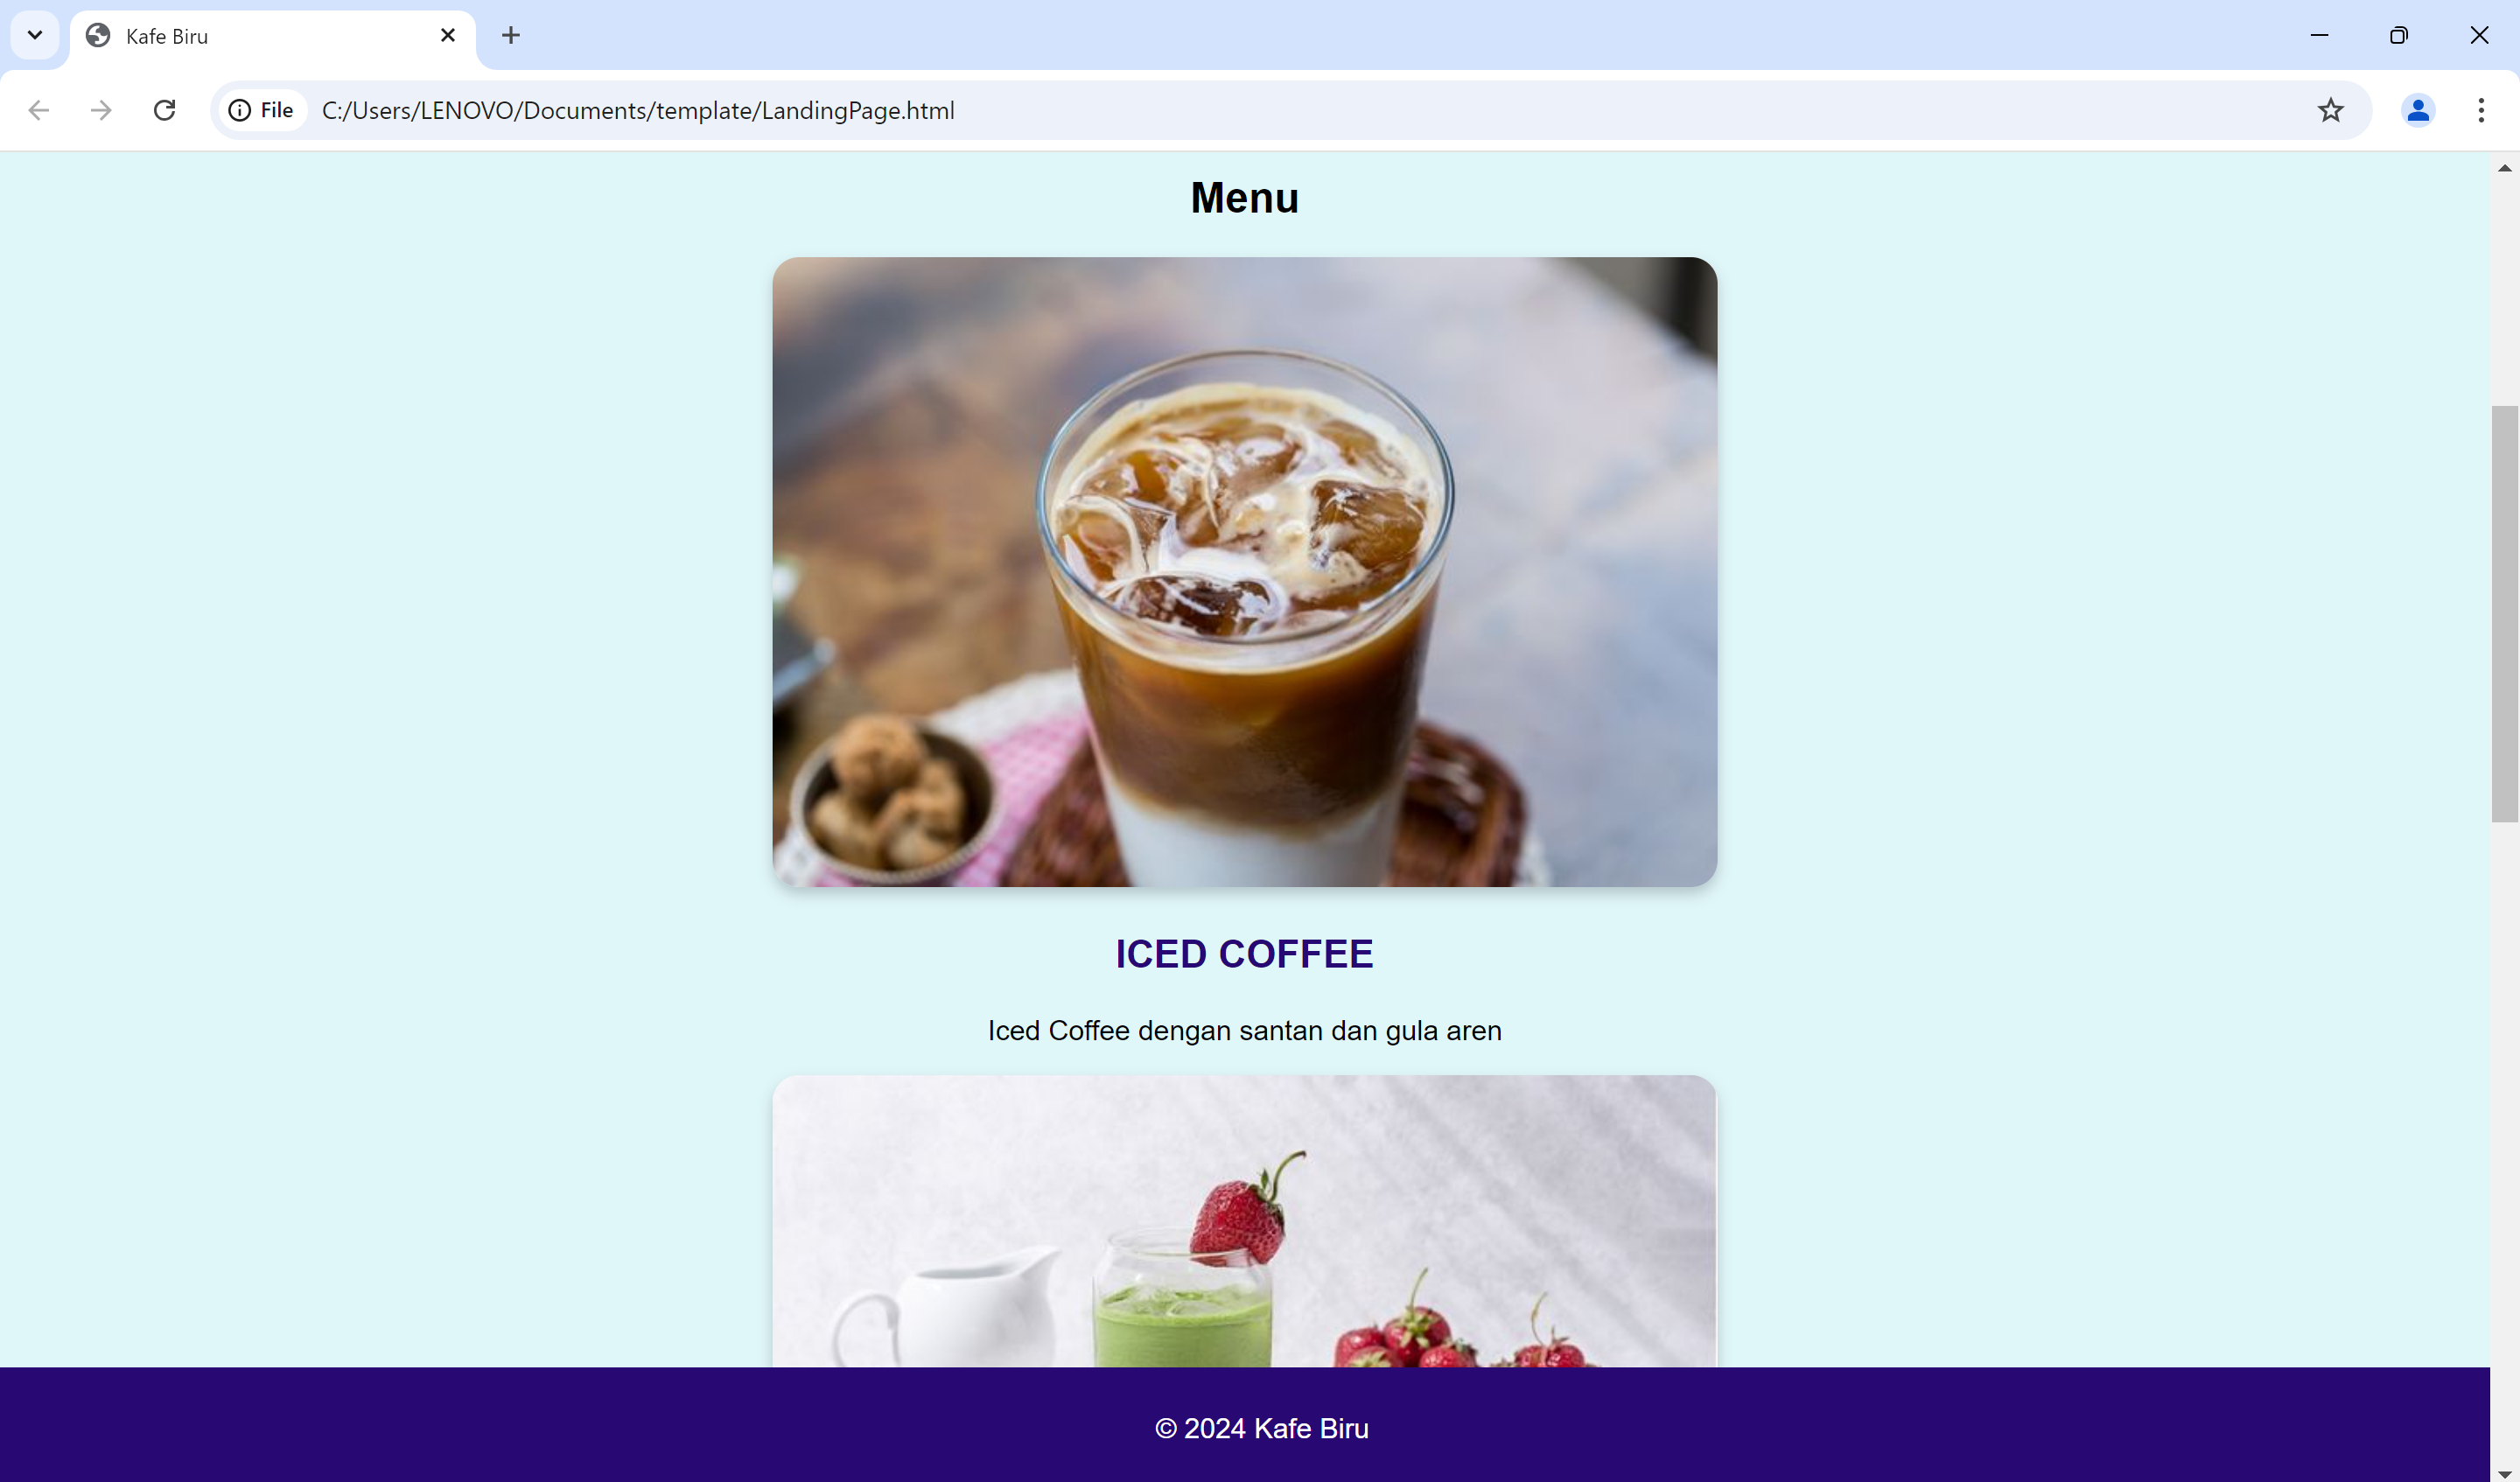 Kafe Biru
File
C:/Users/LENOVO/Documents/template/LandingPage.html
Menu
ICED COFFEE
Iced Coffee dengan santan dan gula aren
© 2024 Kafe Biru